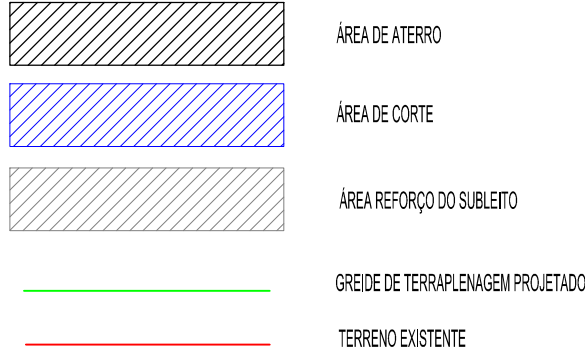 ÁREA DE ATERRO
ÁREA DE CORTE
ÁREA REFORÇO DO SUBLEITO
GREIDE DE TERRAPLENAGEM PROJETADO
TERRENO EXISTENTE